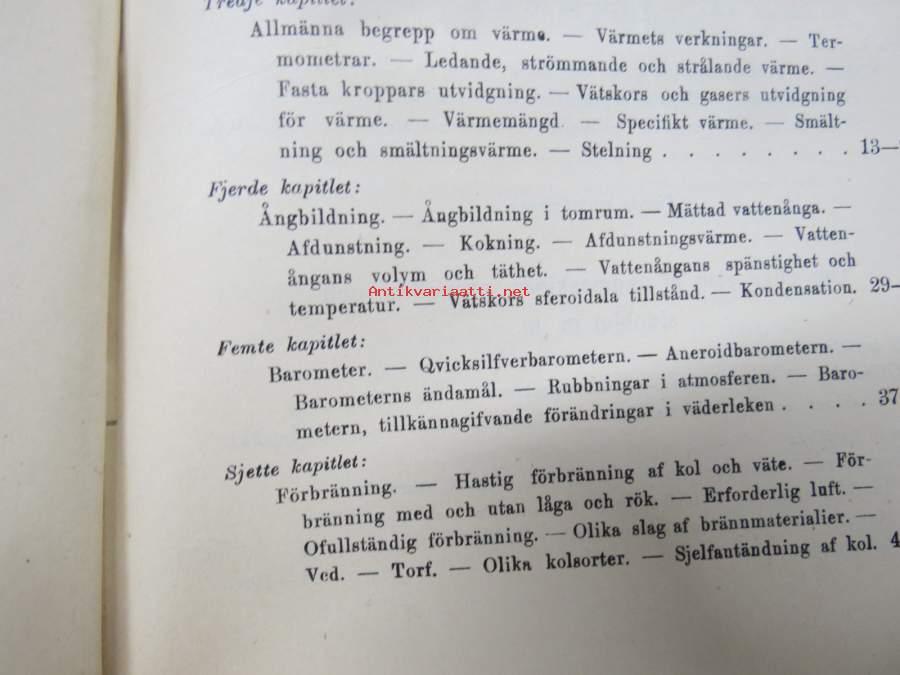 Tredje kapitlet:
Allmänna begrepp om värme. — Värmets verkningar. — Ter-
mometrar. — Ledande, strömmande och strålande värme. —
Fasta kroppars utvidgning. — Vätskors och gasers utvidgning
för värme. — Värmemängd. — Specifikt värme. — Smält-
ning och smältningsvärme. — Stelning . . . . . . . . 13—
Fjerde kapitlet:
Ångbildning. — Ångbildning i tomrum. — Mättad vattenånga. —
Afdunstning. — Kokning. — Afdunstningsvärme. — Vatten-
ångans volym och täthet. — Vattenångans spänstighet och
Antikvariaatti.net
temperatur. — Vätskors sferoidala tillstånd. — Kondensation. 29—
Femte kapitlet:
Barometer. — Qvicksilfverbarometern. — Aneroidbarometern. —
Barometerns ändamål. — Rubbningar i atmosferen. — Baro-
metern, tillkännagifvande förändringar i väderleken . . . . 37
Sjette kapitlet:
Förbränning. — Hastig förbränning af kol och väte. — För-
bränning med och utan låga och rök. — Erforderlig luft. —
Ofullständig förbränning. — Olika slag af brännmaterialier. —
Ved. — Torf. — Olika kolsorter. — Sjelfantändning af kol. 4